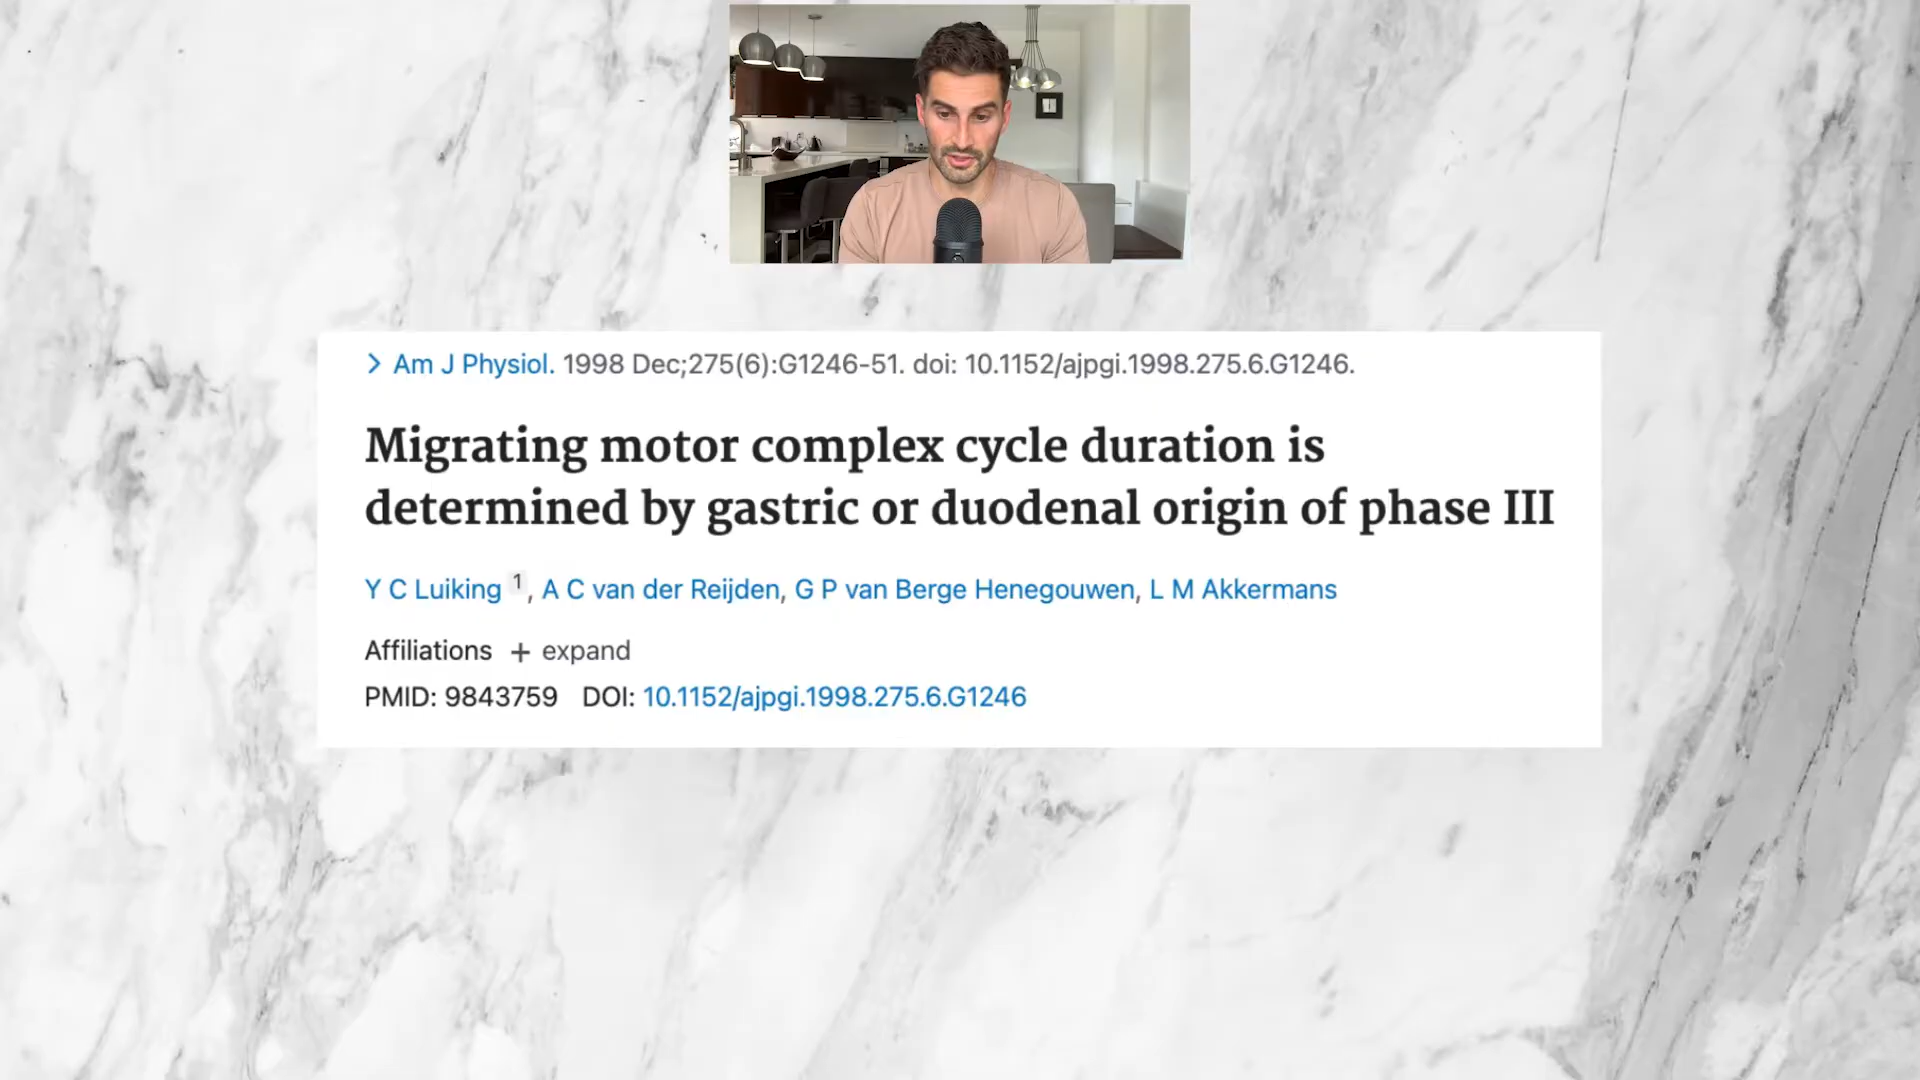 > Am J Physiol. 1998 Dec;275(6):G1246-51. doi: 10.1152/ajpgi.1998.275.6.G1246.
Migrating motor complex cycle duration is
determined by gastric or duodenal origin of phase III
Y C Luiking 1, A C van der Reijden, G P van Berge Henegouwen, L M Akkermans
Affiliations + expand
PMID: 9843759 DOI: 10.1152/ajpgi.1998.275.6.G1246